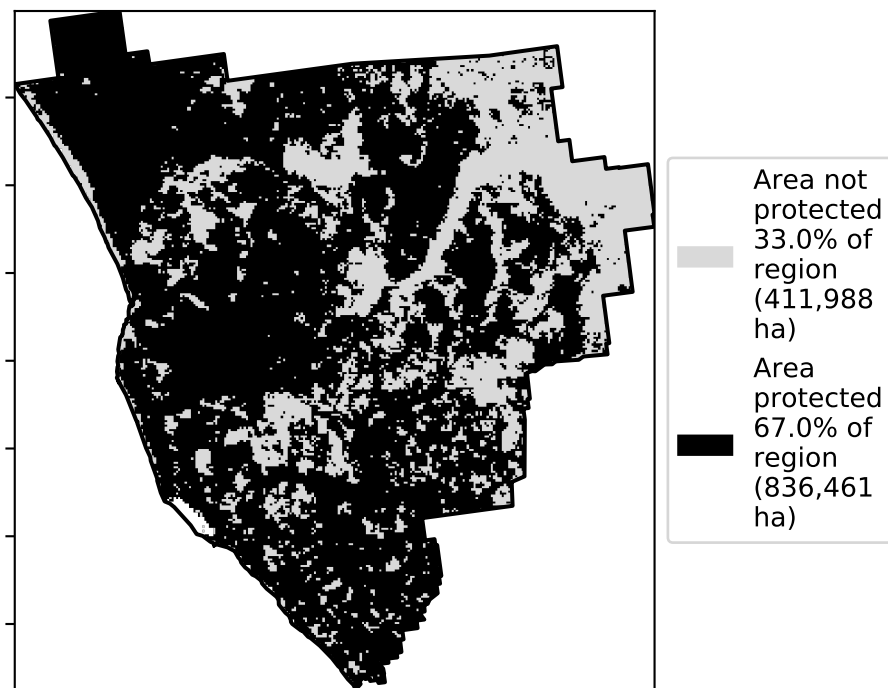 Area not
protected
33.0% of
region
(411,988
ha)
Area
protected
67.0% of
region
(836,461
ha)